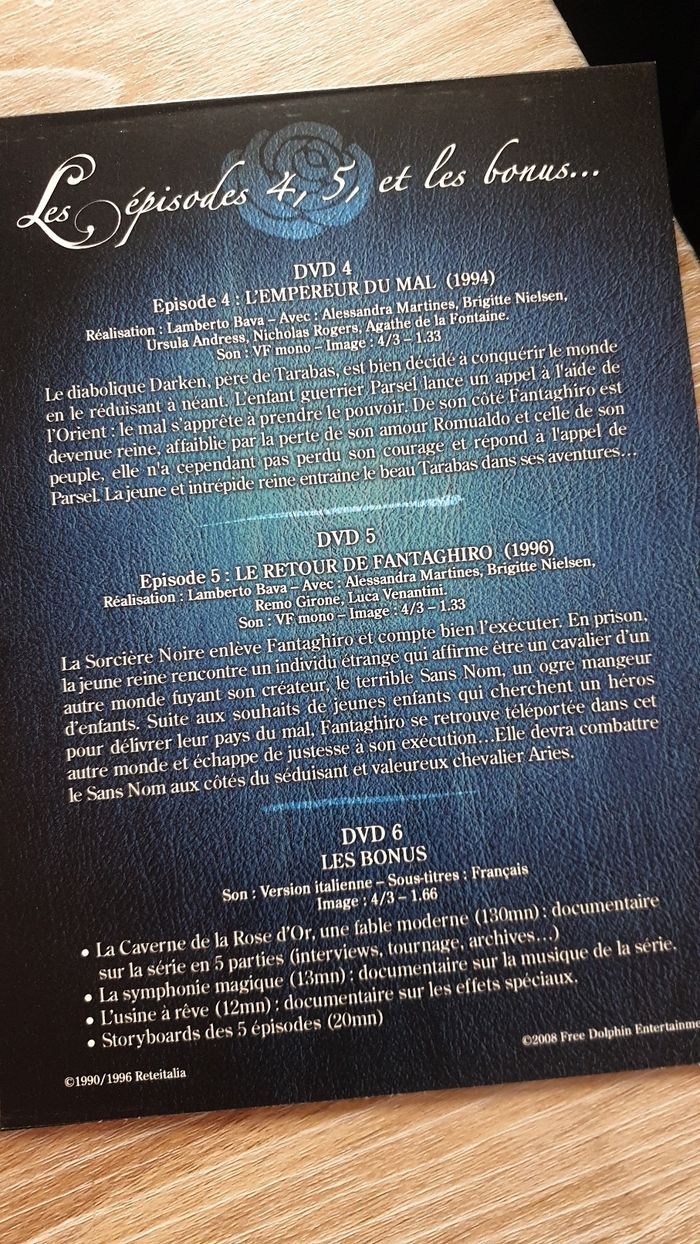 Les épisodes 4, 5, et les bonus...
DVD 4
Episode 4 : L'EMPEREUR DU MAL (1994)
Réalisation : Lamberto Bava – Avec : Alessandra Martines, Brigitte Nielsen,
Ursula Andress, Nicholas Rogers, Agathe de la Fontaine.
Son : VF mono – Image : 4/3 – 1.33
Le diabolique Darken, père de Tarabas, est bien décidé à conquérir le monde
en le réduisant à néant. L'enfant guerrier Parsel lance un appel à l'aide de
l'Orient : le mal s'apprête à prendre le pouvoir. De son côté Fantaghiro est
devenue reine, affaiblie par la perte de son amour Romualdo et celle de son
peuple, elle n'a cependant pas perdu son courage et répond à l'appel de
Parsel. La jeune et intrépide reine entraîne le beau Tarabas dans ses aventures...
DVD 5
Episode 5 : LE RETOUR DE FANTAGHIRO (1996)
Réalisation : Lamberto Bava – Avec : Alessandra Martines, Brigitte Nielsen,
Remo Girone, Luca Venantini.
Son : VF mono – Image : 4/3 – 1.33
La Sorcière Noire enlève Fantaghiro et compte bien l'exécuter. En prison,
la jeune reine rencontre un individu étrange qui affirme être un cavalier d'un
autre monde fuyant son créateur, le terrible Sans Nom, un ogre mangeur
d'enfants. Suite aux souhaits de jeunes enfants qui cherchent un héros
pour délivrer leur pays du mal, Fantaghiro se retrouve téléportée dans cet
autre monde et échappe de justesse à son exécution...Elle devra combattre
le Sans Nom aux côtés du séduisant et valeureux chevalier Aries.
DVD 6
LES BONUS
Son : Version italienne – Sous-titres : Français
Image : 4/3 – 1.66
• La Caverne de la Rose d'Or, une fable moderne (130mn) : documentaire
sur la série en 5 parties (interviews, tournage, archives...)
• La symphonie magique (13mn) : documentaire sur la musique de la série.
• L'usine à rêve (12mn) : documentaire sur les effets spéciaux.
• Storyboards des 5 épisodes (20mn)
©1990/1996 Reteitalia
©2008 Free Dolphin Entertainme